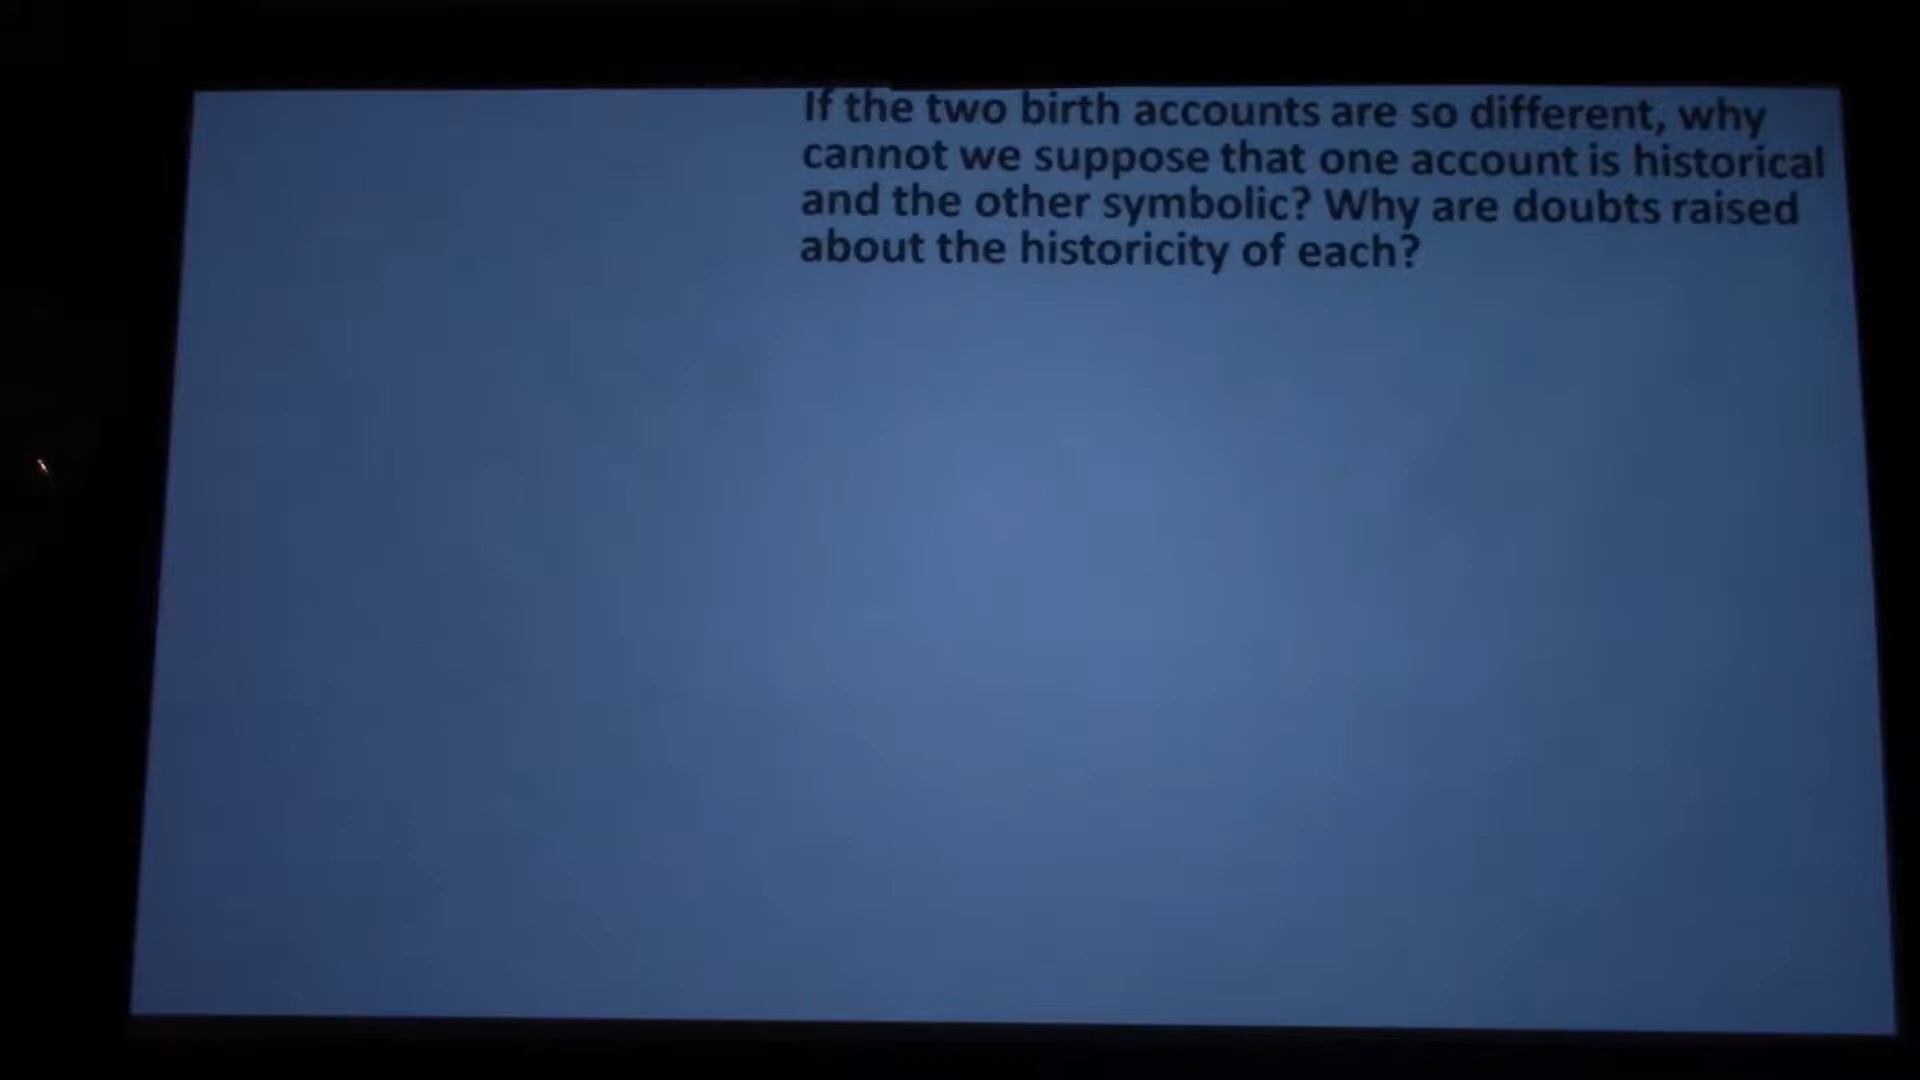 If the two birth accounts are so different, why
cannot we suppose that one account is historical
and the other symbolic? Why are doubts raised
about the historicity of each?